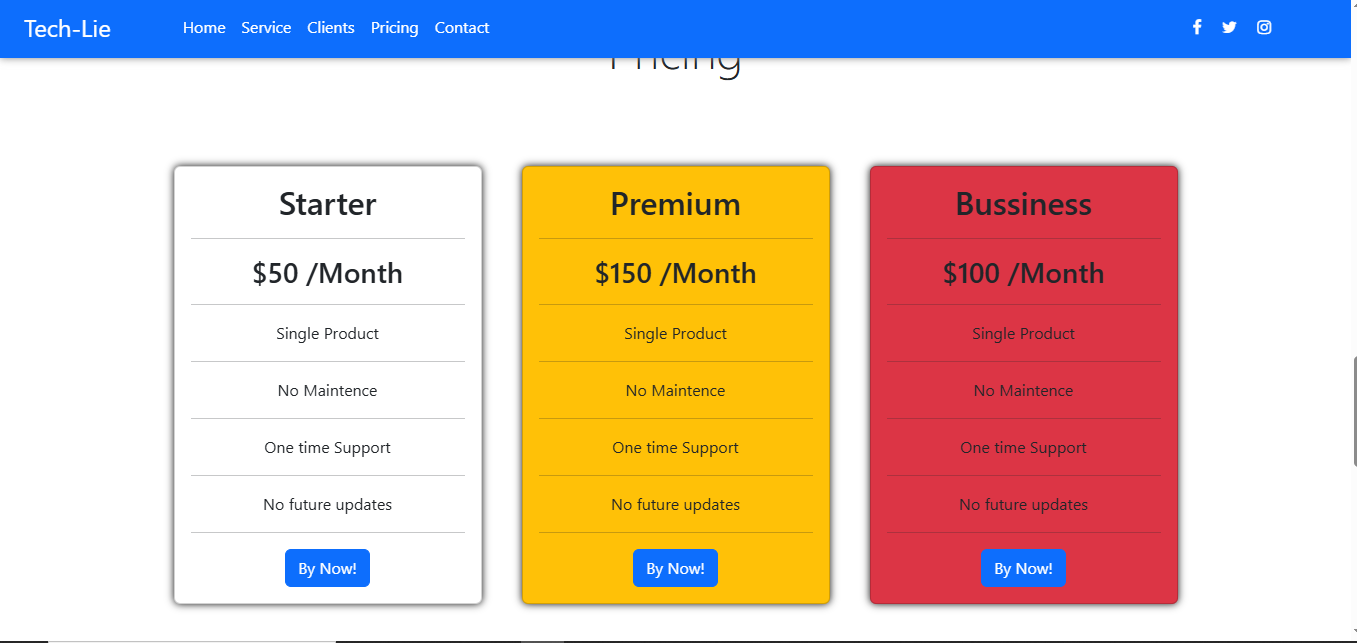 Tech-Lie Home Service Clients Pricing Contact
Pricing
Starter
$50 /Month
Single Product
No Maintence
One time Support
No future updates
By Now!
Premium
$150 /Month
Single Product
No Maintence
One time Support
No future updates
By Now!
Bussiness
$100 /Month
Single Product
No Maintence
One time Support
No future updates
By Now!